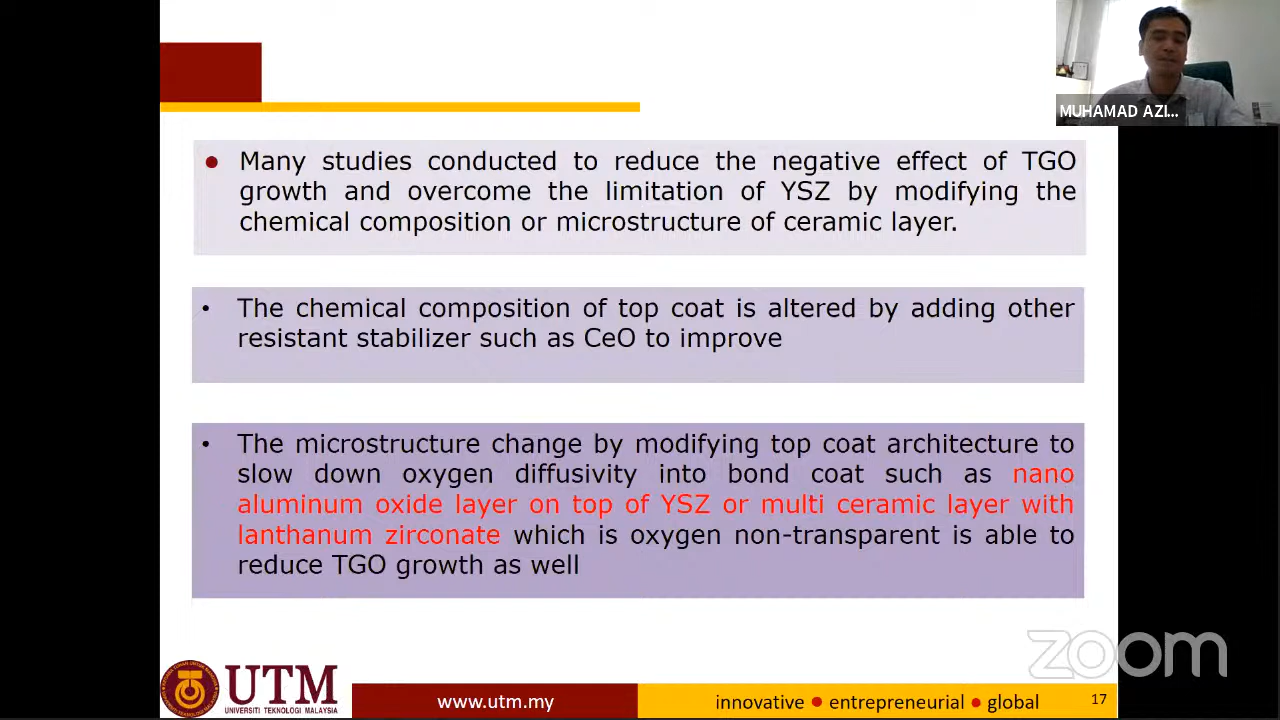 MUHAMAD AZI...
● Many studies conducted to reduce the negative effect of TGO
growth and overcome the limitation of YSZ by modifying the
chemical composition or microstructure of ceramic layer.
• The chemical composition of top coat is altered by adding other
resistant stabilizer such as CeO to improve
• The microstructure change by modifying top coat architecture to
slow down oxygen diffusivity into bond coat such as nano
aluminum oxide layer on top of YSZ or multi ceramic layer with
lanthanum zirconate which is oxygen non-transparent is able to
reduce TGO growth as well
zoom
UTM
UNIVERSITI TEKNOLOGI MALAYSIA
www.utm.my
innovative ● entrepreneurial ● global
17